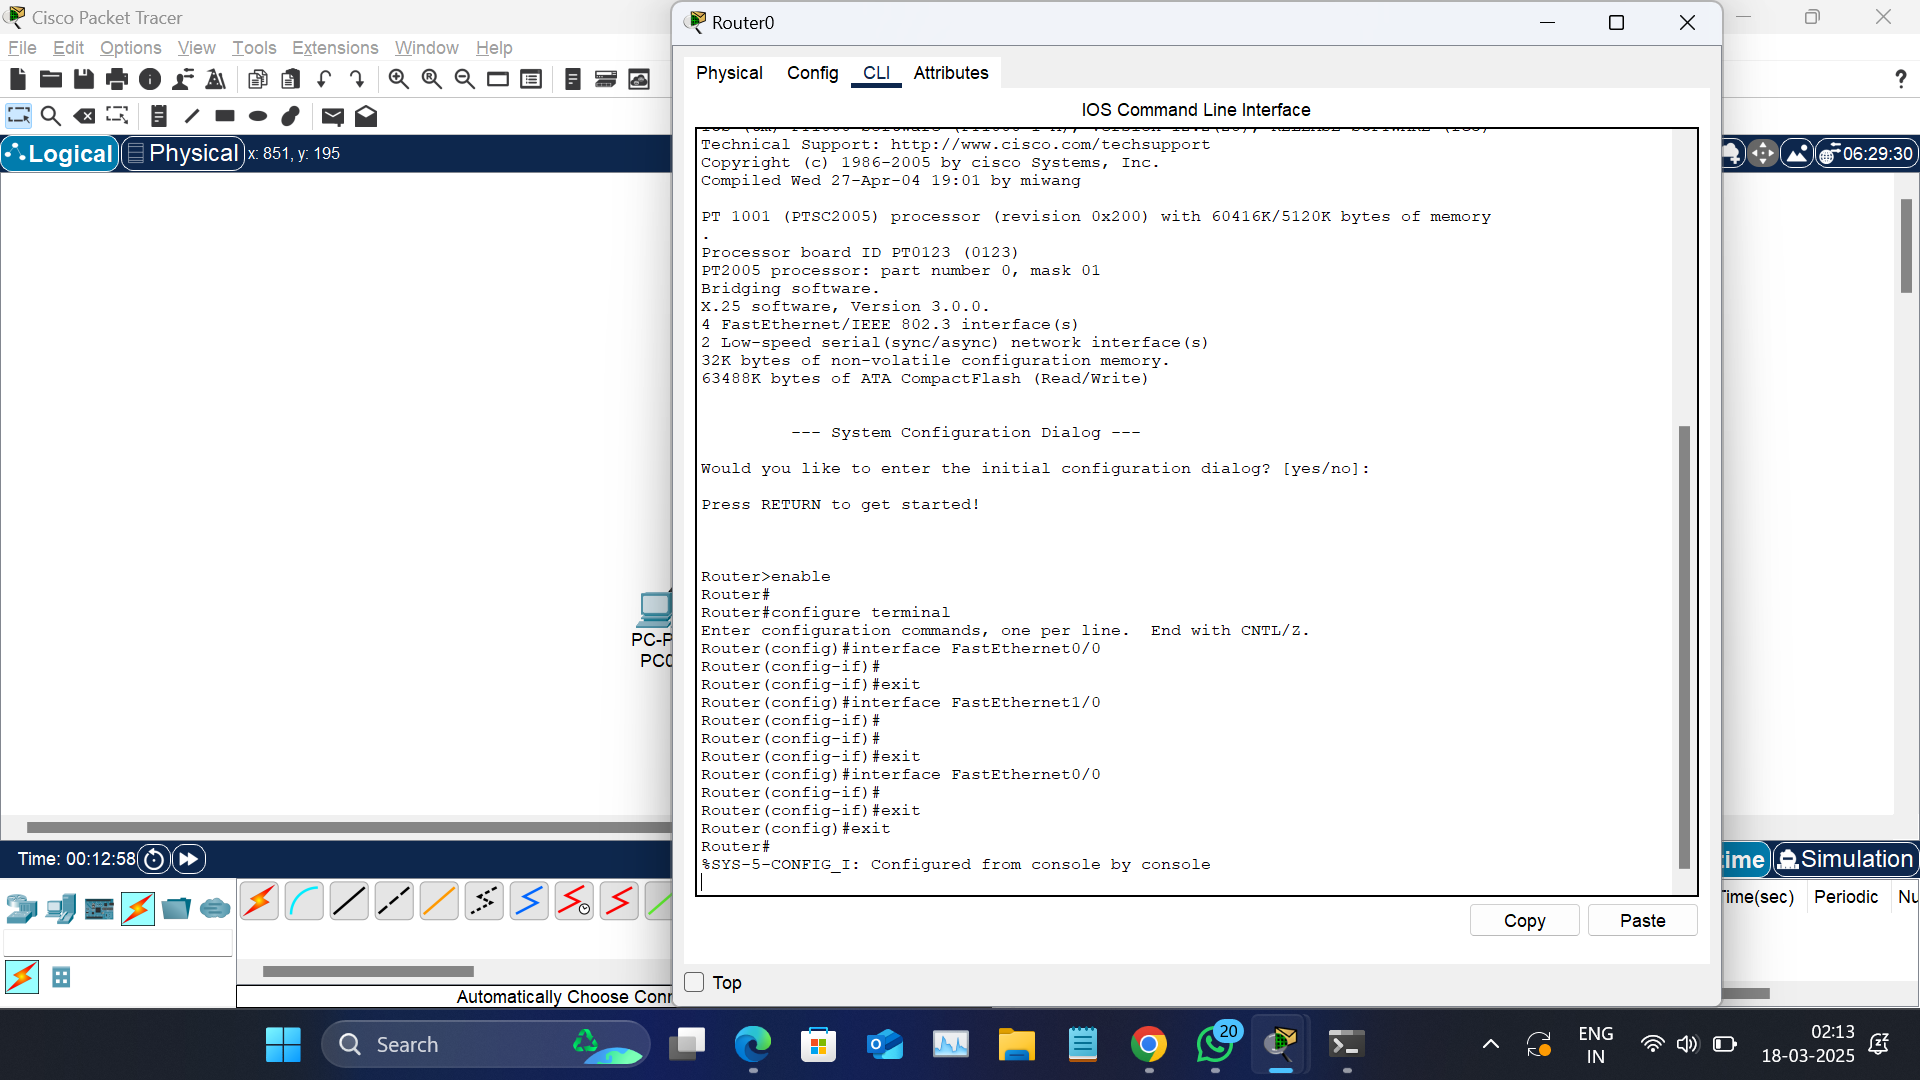 Cisco Packet Tracer
File Edit Options View Tools Extensions Window Help
Logical Physical x: 851, y: 195
06:29:30
?
Router0
Physical Config CLI Attributes
IOS Command Line Interface
Technical Support: http://www.cisco.com/techsupport
Copyright (c) 1986-2005 by cisco Systems, Inc.
Compiled Wed 27-Apr-04 19:01 by miwang
PT 1001 (PTSC2005) processor (revision 0x200) with 60416K/5120K bytes of memory
.
Processor board ID PT0123 (0123)
PT2005 processor: part number 0, mask 01
Bridging software.
X.25 software, Version 3.0.0.
4 FastEthernet/IEEE 802.3 interface(s)
2 Low-speed serial(sync/async) network interface(s)
32K bytes of non-volatile configuration memory.
63488K bytes of ATA CompactFlash (Read/Write)
--- System Configuration Dialog ---
Would you like to enter the initial configuration dialog? [yes/no]:
Press RETURN to get started!
Router>enable
Router#
Router#configure terminal
Enter configuration commands, one per line.  End with CNTL/Z.
Router(config)#interface FastEthernet0/0
Router(config-if)#
Router(config-if)#exit
Router(config)#interface FastEthernet1/0
Router(config-if)#
Router(config-if)#
Router(config-if)#exit
Router(config)#interface FastEthernet0/0
Router(config-if)#
Router(config-if)#exit
Router(config)#exit
Router#
%SYS-5-CONFIG_I: Configured from console by console
Copy Paste
Top
PC-P
PC0
Time: 00:12:58
ime Simulation
ime(sec) Periodic Nu
Automatically Choose Conn
Search
20
ENG
IN
02:13
18-03-2025